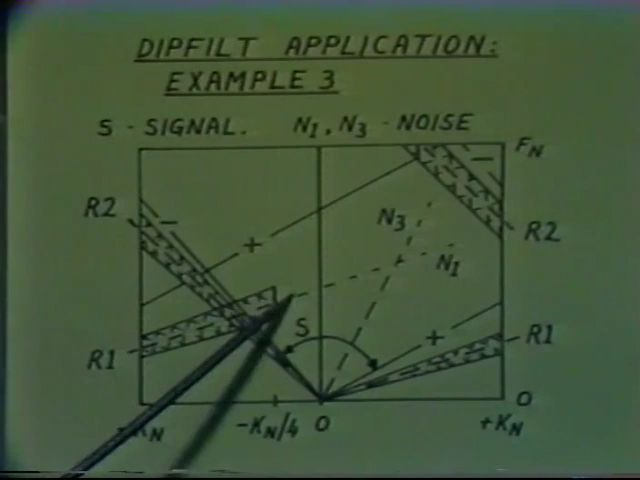 DIPFILT APPLICATION:
EXAMPLE 3
S - SIGNAL. N1, N3 - NOISE
FN
R2
N3
R2
N1
+
S
+
R1
R1
0
-KN/4 0 +KN